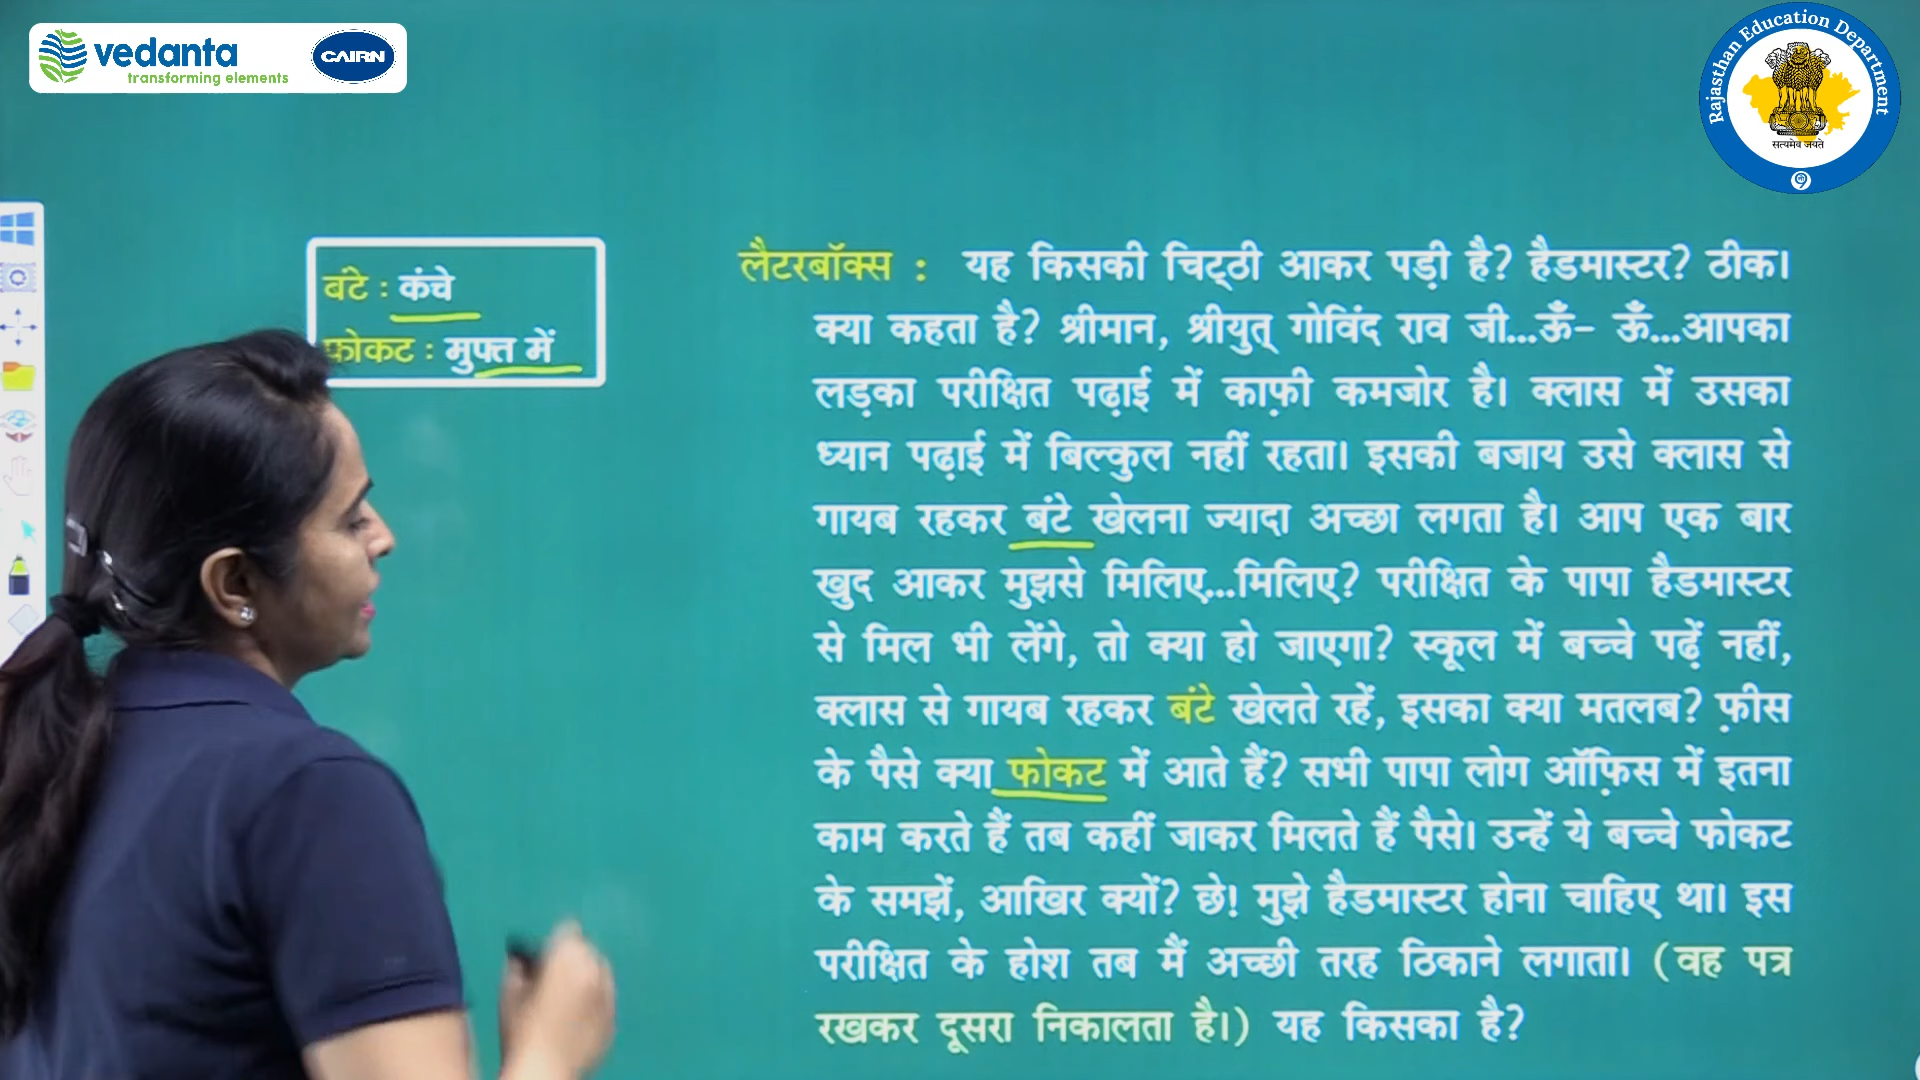 vedanta
transforming elements
CAIRN
Rajasthan Education Department
सत्यमेव जयते
बंटे : कंचे
फोकट : मुफ्त में
लैटरबॉक्स : यह किसकी चिट्ठी आकर पड़ी है? हैडमास्टर? ठीक।
क्या कहता है? श्रीमान, श्रीयुत् गोविंद राव जी...ऊँ– ऊँ...आपका
लड़का परीक्षित पढ़ाई में काफ़ी कमजोर है। क्लास में उसका
ध्यान पढ़ाई में बिल्कुल नहीं रहता। इसकी बजाय उसे क्लास से
गायब रहकर बंटे खेलना ज्यादा अच्छा लगता है। आप एक बार
खुद आकर मुझसे मिलिए...मिलिए? परीक्षित के पापा हैडमास्टर
से मिल भी लेंगे, तो क्या हो जाएगा? स्कूल में बच्चे पढ़ें नहीं,
क्लास से गायब रहकर बंटे खेलते रहें, इसका क्या मतलब? फ़ीस
के पैसे क्या फोकट में आते हैं? सभी पापा लोग ऑफ़िस में इतना
काम करते हैं तब कहीं जाकर मिलते हैं पैसे। उन्हें ये बच्चे फोकट
के समझें, आखिर क्यों? छे! मुझे हैडमास्टर होना चाहिए था। इस
परीक्षित के होश तब मैं अच्छी तरह ठिकाने लगाता। (वह पत्र
रखकर दूसरा निकालता है।) यह किसका है?